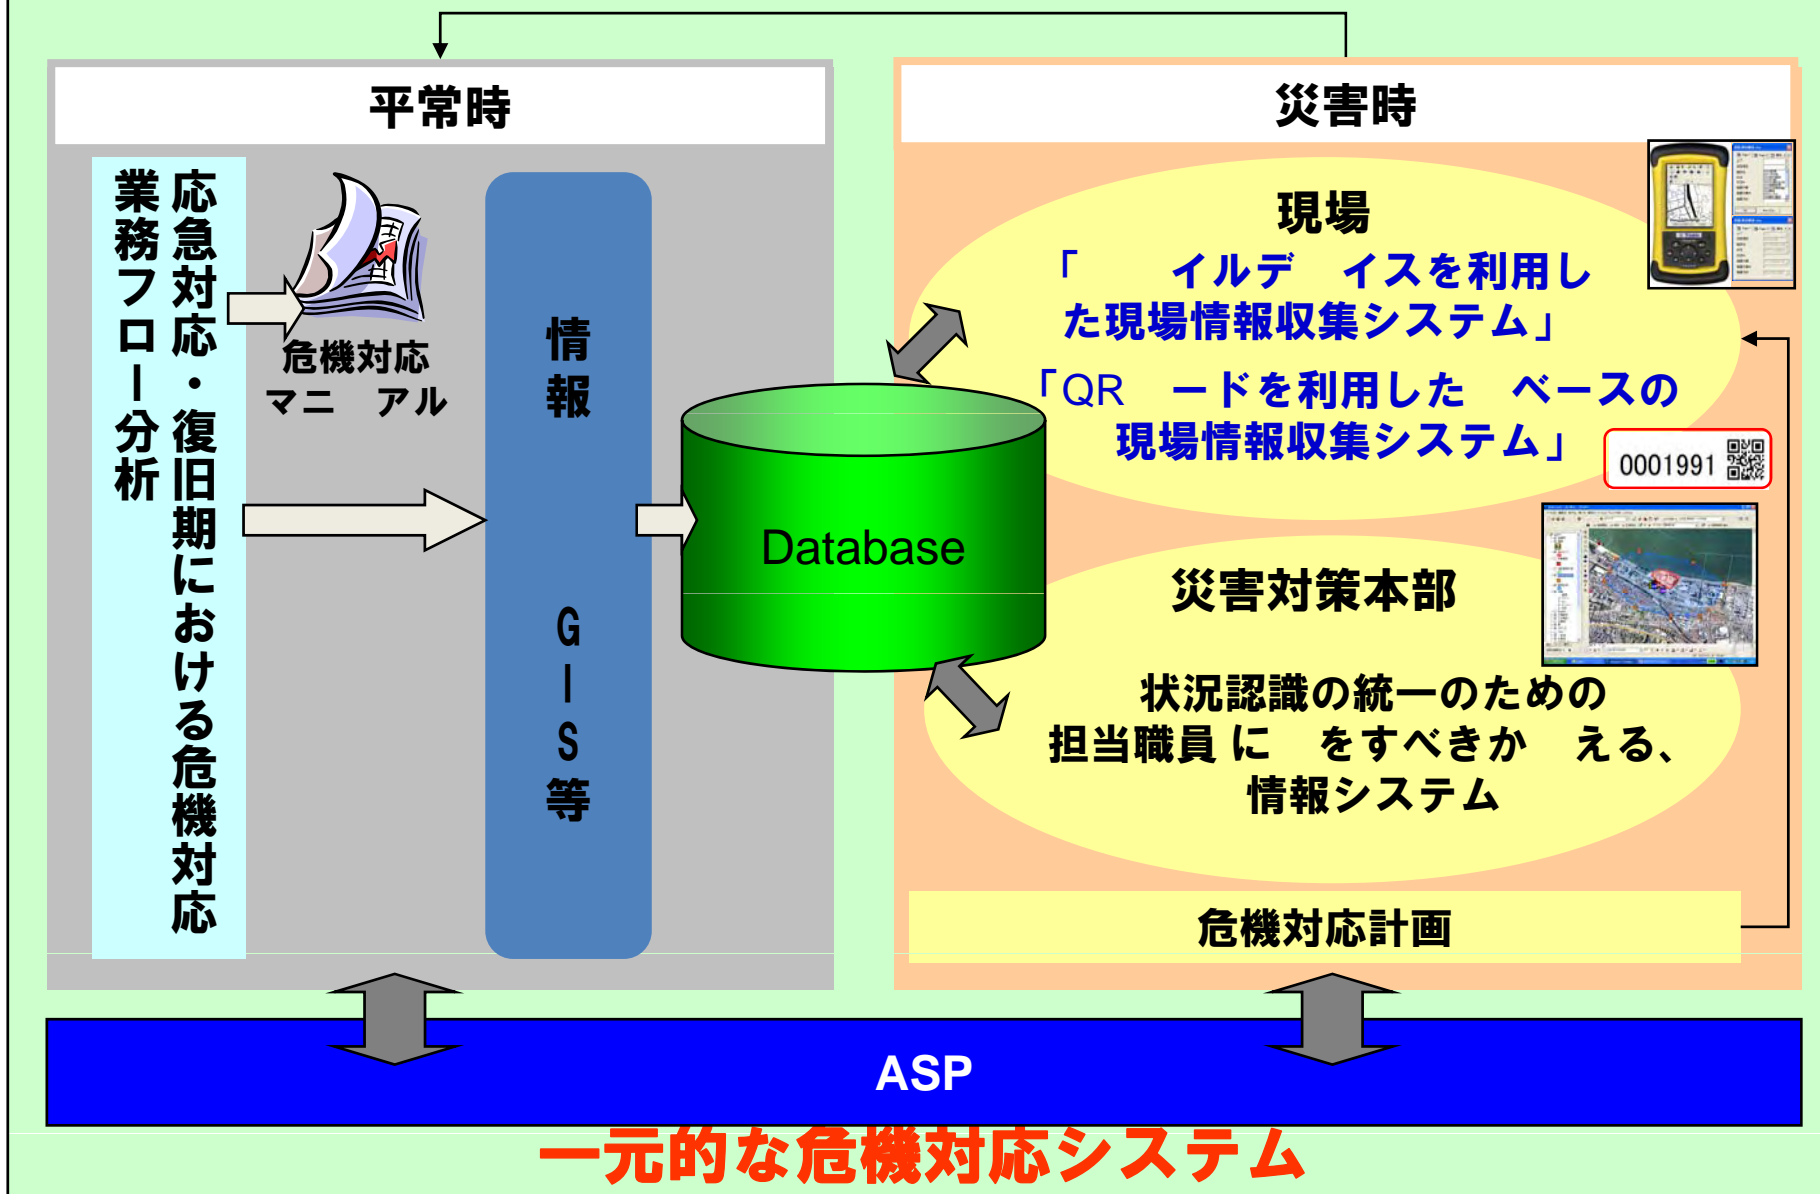 平常時
災害時
応急対応・復旧期における危機対応
業務フロー分析
危機対応
マニ　アル
情報　　GIS等
Database
現場
「　　イルデ　イスを利用し
た現場情報収集システム」
「QR　ードを利用した　ベースの
現場情報収集システム」
0001991
災害対策本部
状況認識の統一のための
担当職員 に　をすべきか　える、
情報システム
危機対応計画
ASP
一元的な危機対応システム